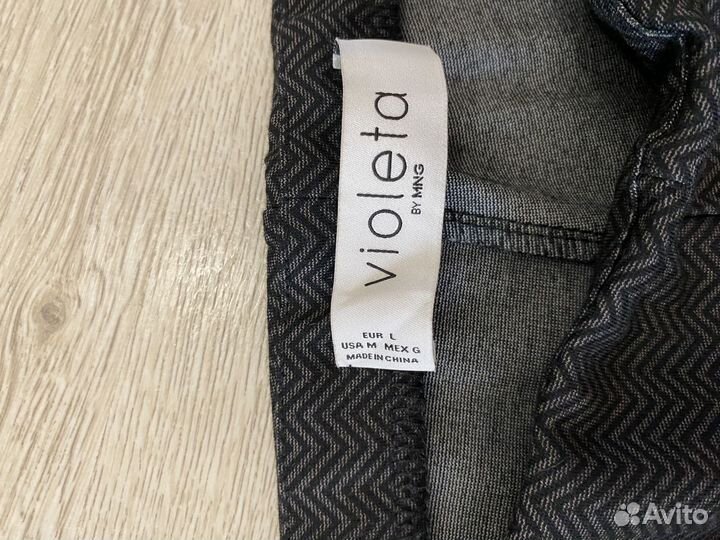 violeta
BY MNG
EUR L
USA M MEX G
MADE IN CHINA
Avito